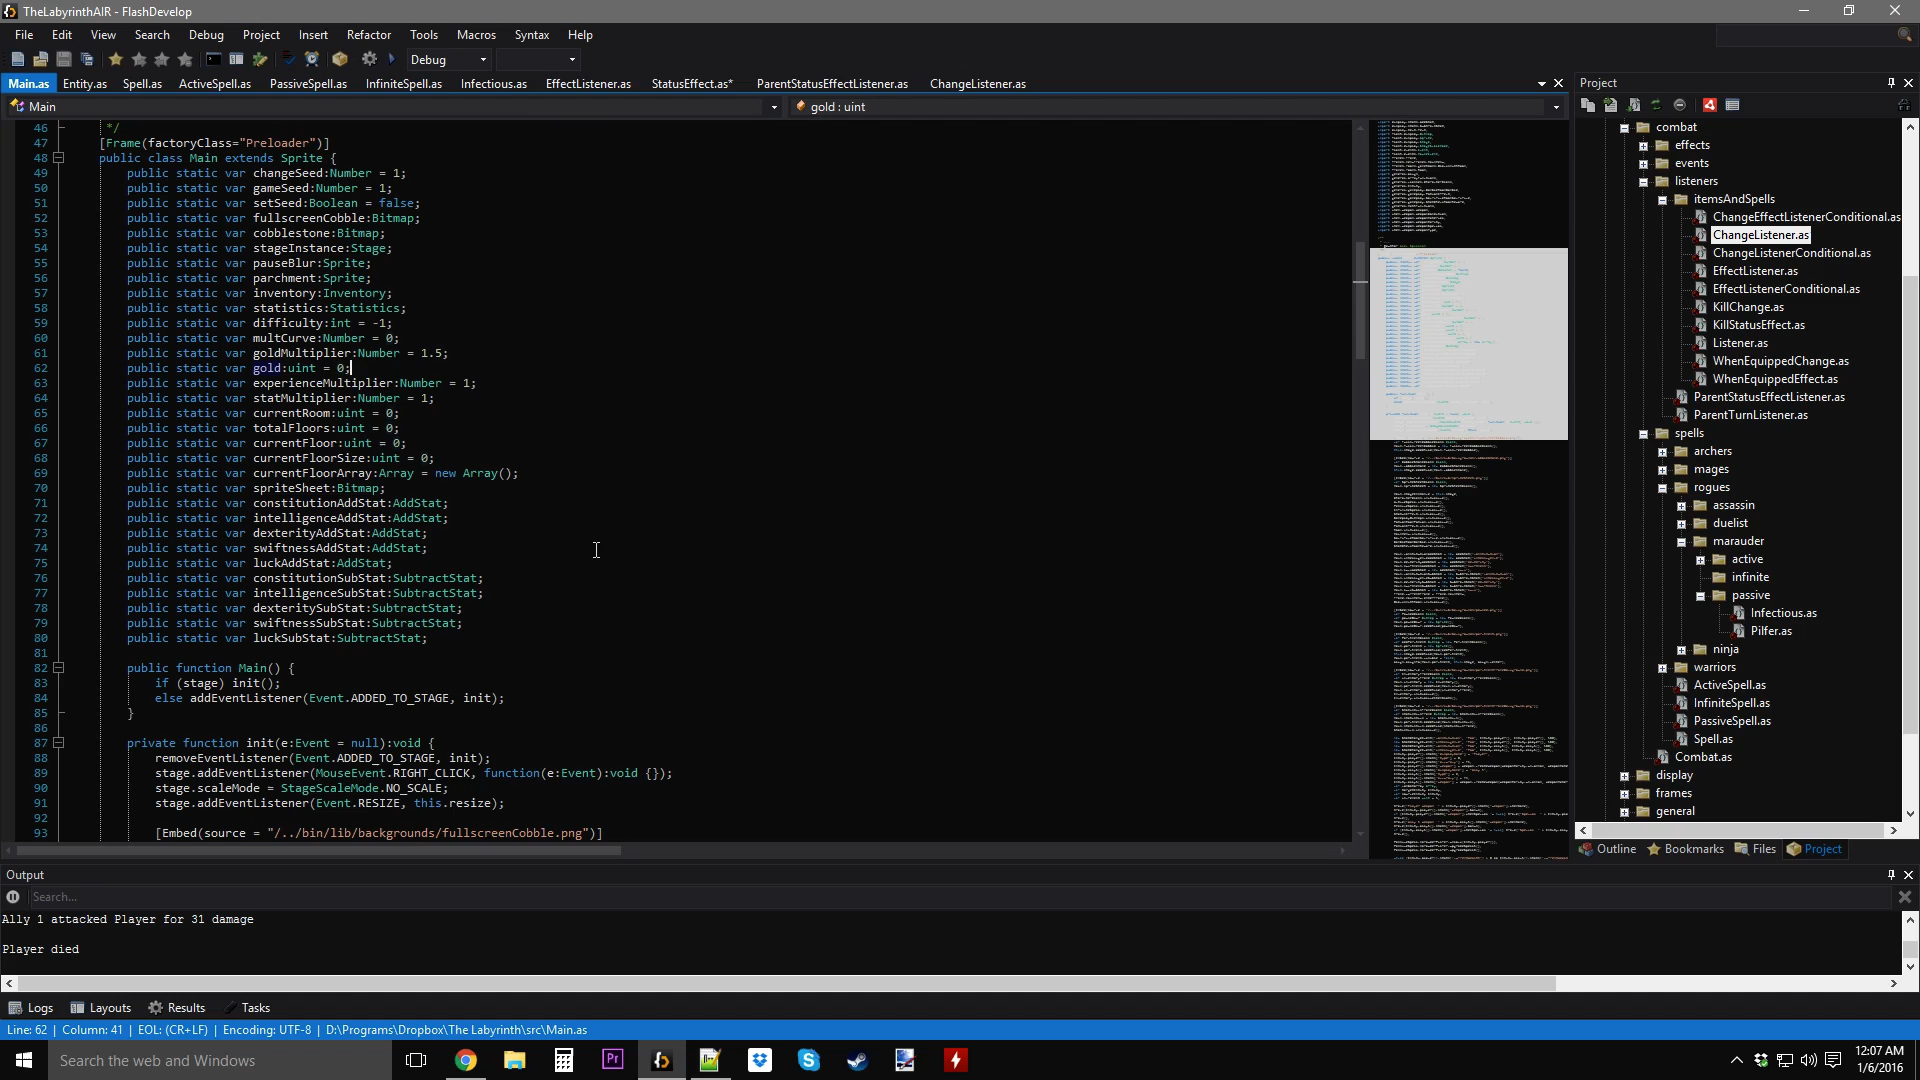 TheLabyrinthAIR - FlashDevelop
File Edit View Search Debug Project Insert Refactor Tools Macros Syntax Help
Debug
Main.as Entity.as Spell.as ActiveSpell.as PassiveSpell.as InfiniteSpell.as Infectious.as EffectListener.as StatusEffect.as* ParentStatusEffectListener.as ChangeListener.as
Main
gold : uint
46 */
47 [Frame(factoryClass="Preloader")]
48 public class Main extends Sprite {
49 public static var changeSeed:Number = 1;
50 public static var gameSeed:Number = 1;
51 public static var setSeed:Boolean = false;
52 public static var fullscreenCobble:Bitmap;
53 public static var cobblestone:Bitmap;
54 public static var stageInstance:Stage;
55 public static var pauseBlur:Sprite;
56 public static var parchment:Sprite;
57 public static var inventory:Inventory;
58 public static var statistics:Statistics;
59 public static var difficulty:int = -1;
60 public static var multCurve:Number = 0;
61 public static var goldMultiplier:Number = 1.5;
62 public static var gold:uint = 0;
63 public static var experienceMultiplier:Number = 1;
64 public static var statMultiplier:Number = 1;
65 public static var currentRoom:uint = 0;
66 public static var totalFloors:uint = 0;
67 public static var currentFloor:uint = 0;
68 public static var currentFloorSize:uint = 0;
69 public static var currentFloorArray:Array = new Array();
70 public static var spriteSheet:Bitmap;
71 public static var constitutionAddStat:AddStat;
72 public static var intelligenceAddStat:AddStat;
73 public static var dexterityAddStat:AddStat;
74 public static var swiftnessAddStat:AddStat;
75 public static var luckAddStat:AddStat;
76 public static var constitutionSubStat:SubtractStat;
77 public static var intelligenceSubStat:SubtractStat;
78 public static var dexteritySubStat:SubtractStat;
79 public static var swiftnessSubStat:SubtractStat;
80 public static var luckSubStat:SubtractStat;
81
82 public function Main() {
83 if (stage) init();
84 else addEventListener(Event.ADDED_TO_STAGE, init);
85 }
86
87 private function init(e:Event = null):void {
88 removeEventListener(Event.ADDED_TO_STAGE, init);
89 stage.addEventListener(MouseEvent.RIGHT_CLICK, function(e:Event):void {});
90 stage.scaleMode = StageScaleMode.NO_SCALE;
91 stage.addEventListener(Event.RESIZE, this.resize);
92
93 [Embed(source = "/../bin/lib/backgrounds/fullscreenCobble.png")]
Project
combat
effects
events
listeners
itemsAndSpells
ChangeEffectListenerConditional.as
ChangeListener.as
ChangeListenerConditional.as
EffectListener.as
EffectListenerConditional.as
KillChange.as
KillStatusEffect.as
Listener.as
WhenEquippedChange.as
WhenEquippedEffect.as
ParentStatusEffectListener.as
ParentTurnListener.as
spells
archers
mages
rogues
assassin
duelist
marauder
active
infinite
passive
Infectious.as
Pilfer.as
ninja
warriors
ActiveSpell.as
InfiniteSpell.as
PassiveSpell.as
Spell.as
Combat.as
display
frames
general
Outline Bookmarks Files Project
Output
Search...
Ally 1 attacked Player for 31 damage
Player died
Logs Layouts Results Tasks
Line: 62 | Column: 41 | EOL: (CR+LF) | Encoding: UTF-8 | D:\Programs\Dropbox\The Labyrinth\src\Main.as
Search the web and Windows
Pr
12:07 AM
1/6/2016